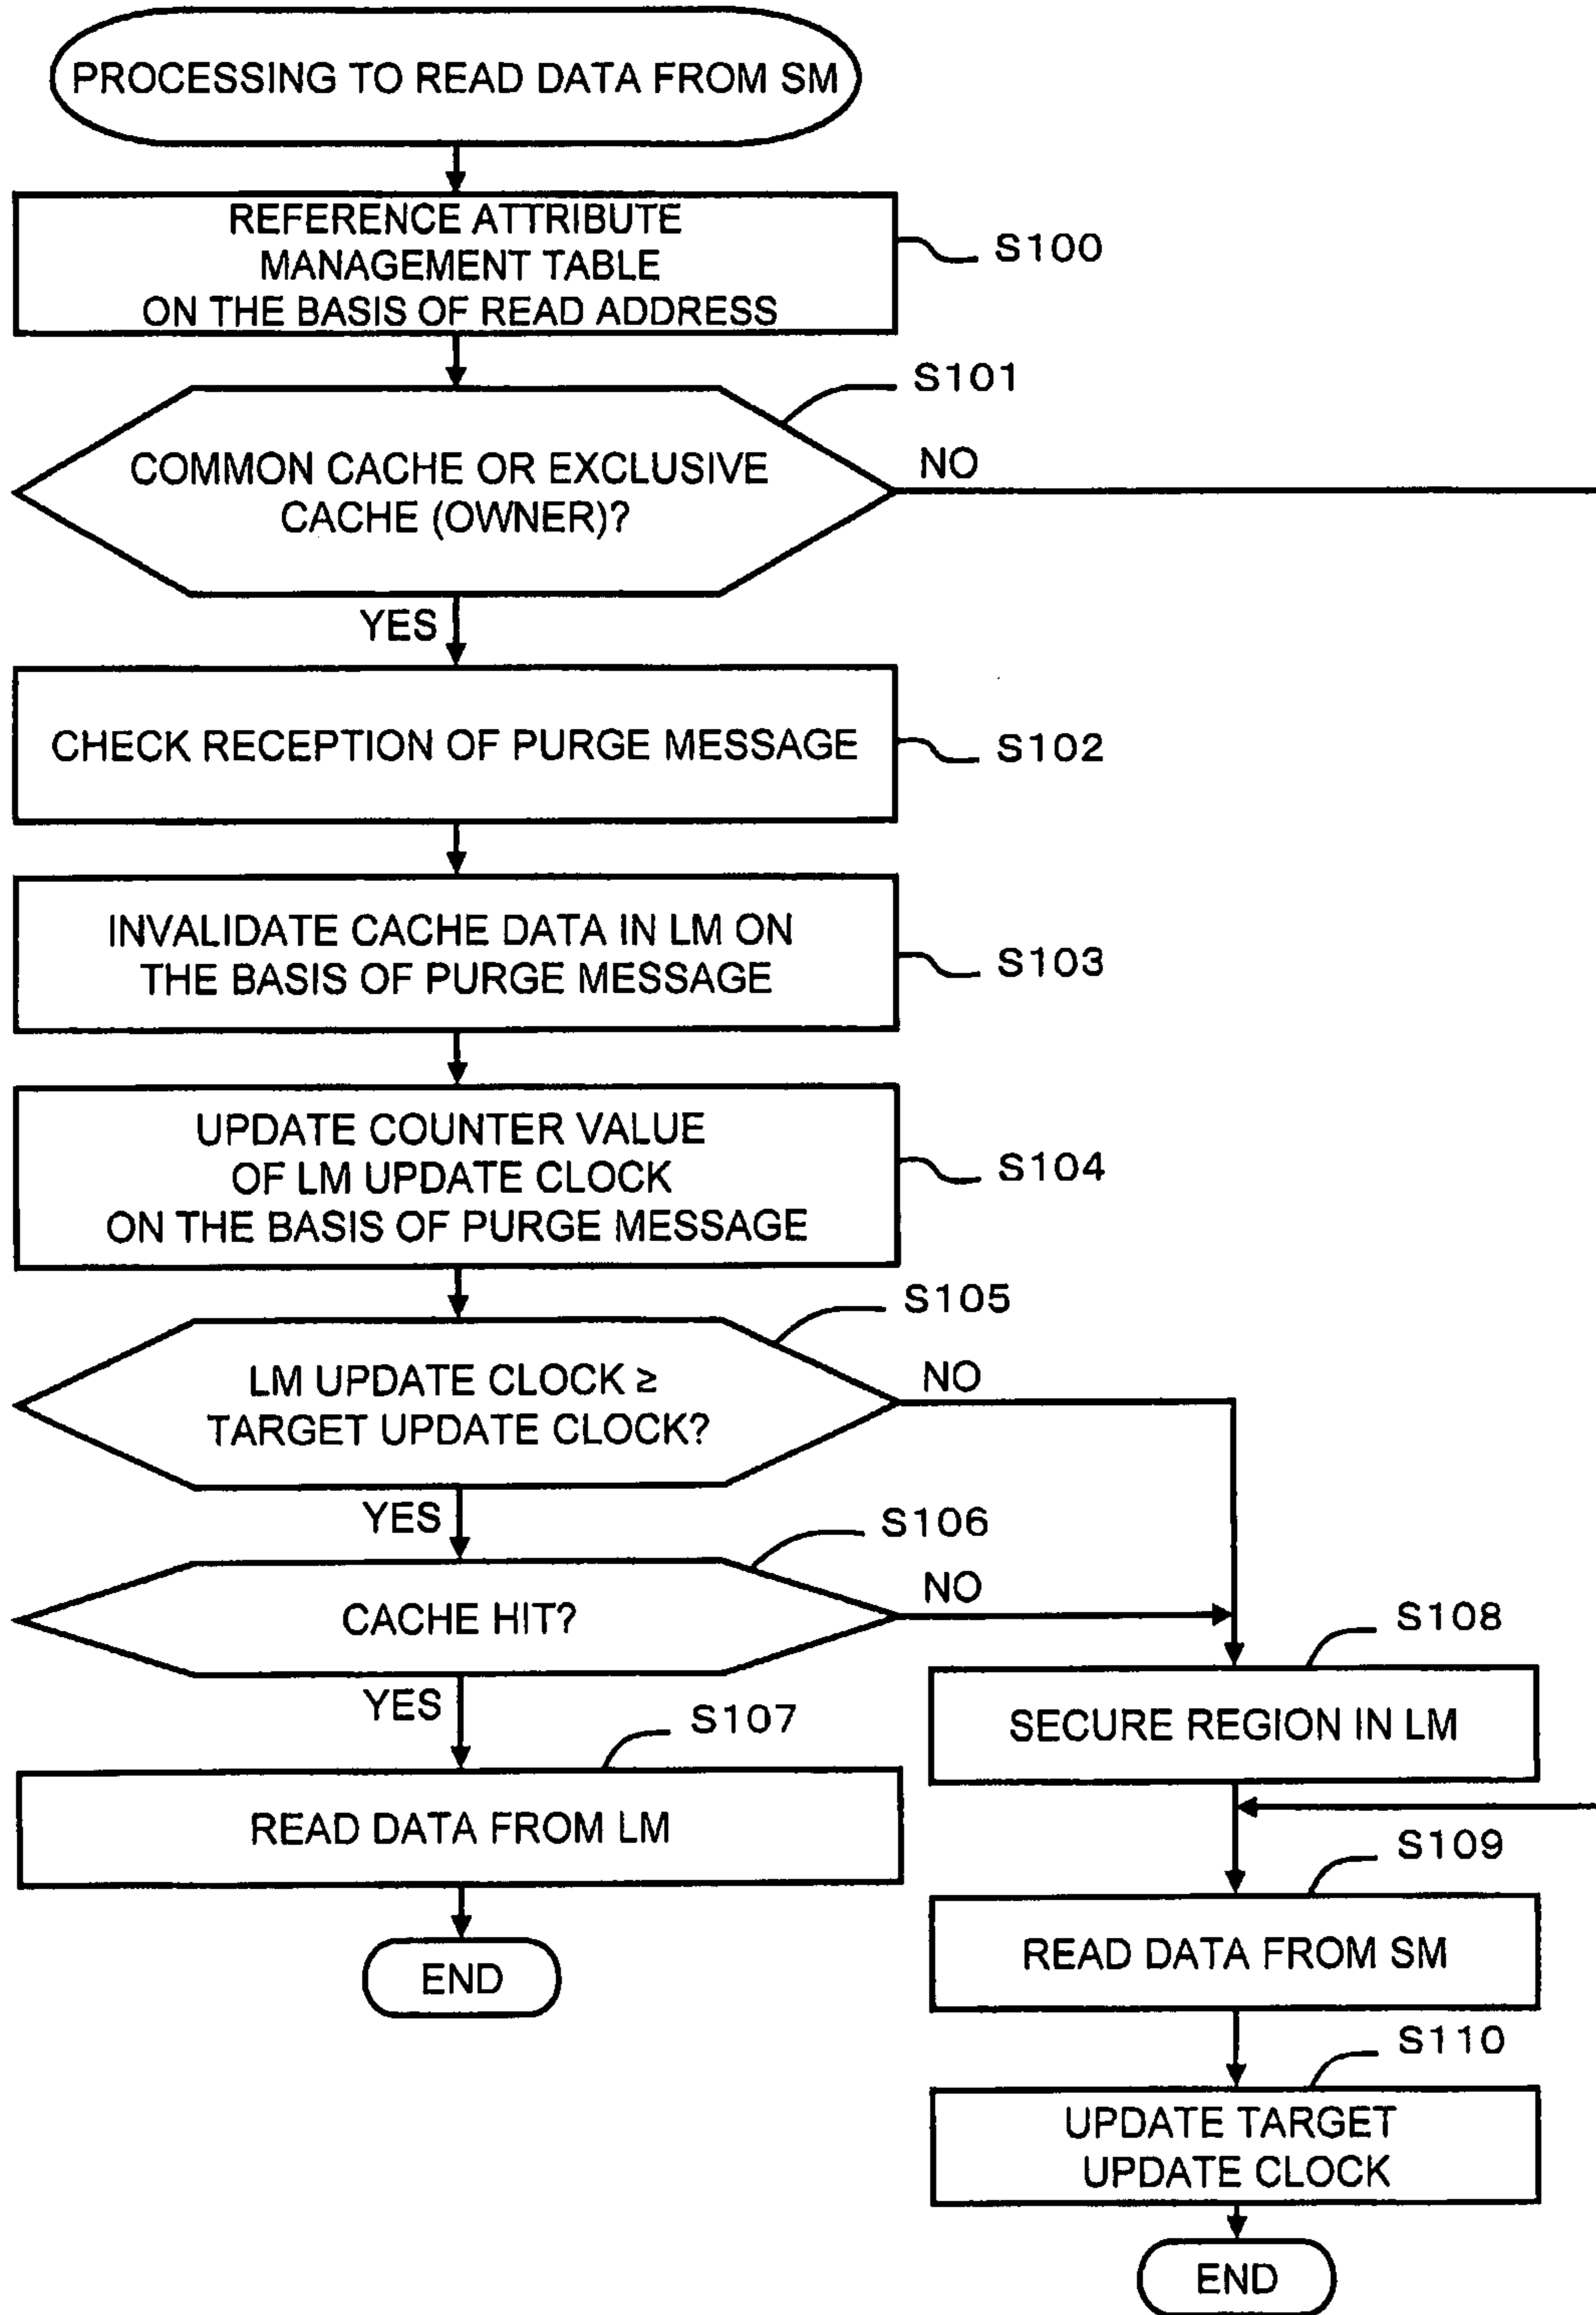 PROCESSING TO READ DATA FROM SM
REFERENCE ATTRIBUTE
MANAGEMENT TABLE
ON THE BASIS OF READ ADDRESS
S100
S101
COMMON CACHE OR EXCLUSIVE
CACHE (OWNER)?
NO
YES
CHECK RECEPTION OF PURGE MESSAGE
S102
INVALIDATE CACHE DATA IN LM ON
THE BASIS OF PURGE MESSAGE
S103
UPDATE COUNTER VALUE
OF LM UPDATE CLOCK
ON THE BASIS OF PURGE MESSAGE
S104
S105
LM UPDATE CLOCK ≥
TARGET UPDATE CLOCK?
NO
YES
S106
CACHE HIT?
NO
YES
S107
READ DATA FROM LM
END
S108
SECURE REGION IN LM
S109
READ DATA FROM SM
S110
UPDATE TARGET
UPDATE CLOCK
END